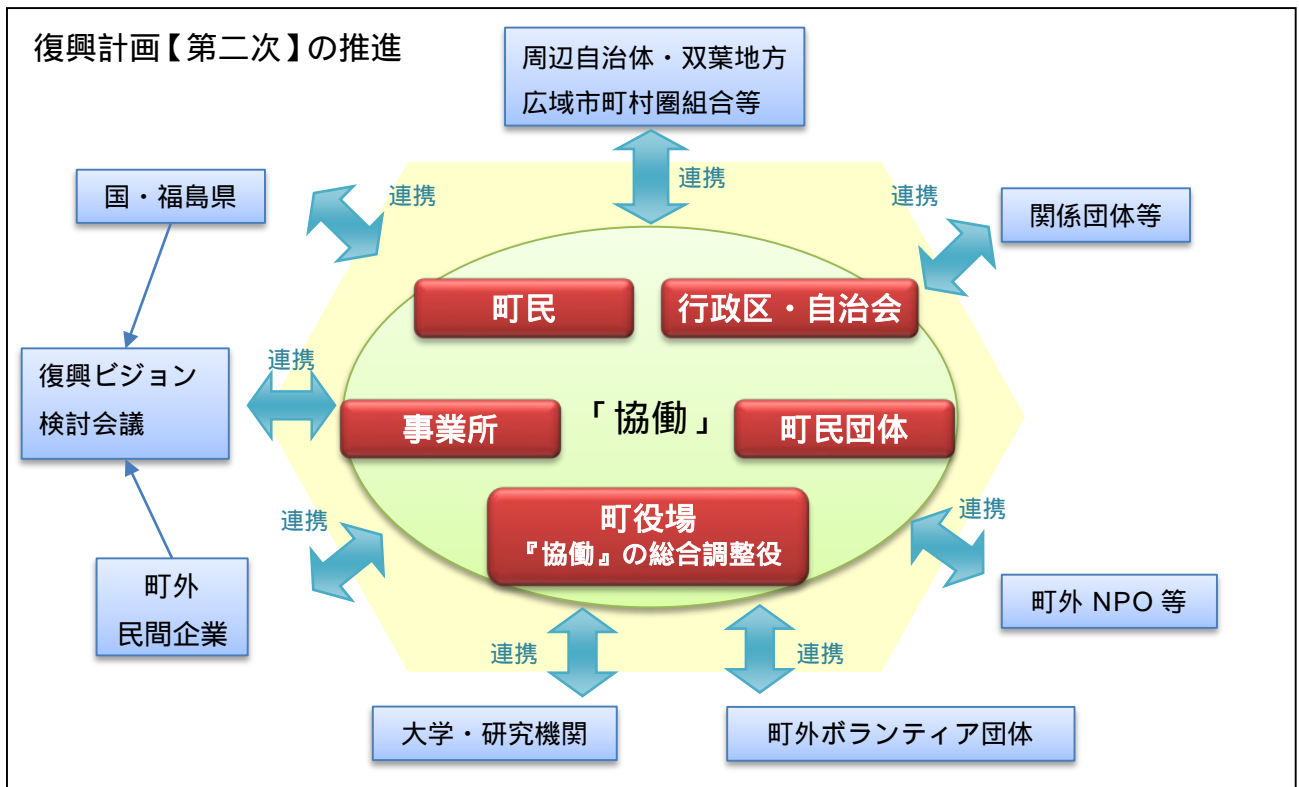 復興計画【第二次】の推進
周辺自治体・双葉地方
広域市町村圏組合等
国・福島県
連携
連携
連携
関係団体等
町民
行政区・自治会
復興ビジョン
検討会議
連携
事業所
「協働」
町民団体
町役場
『協働』の総合調整役
連携
連携
町外
民間企業
町外 NPO 等
連携
連携
大学・研究機関
町外ボランティア団体